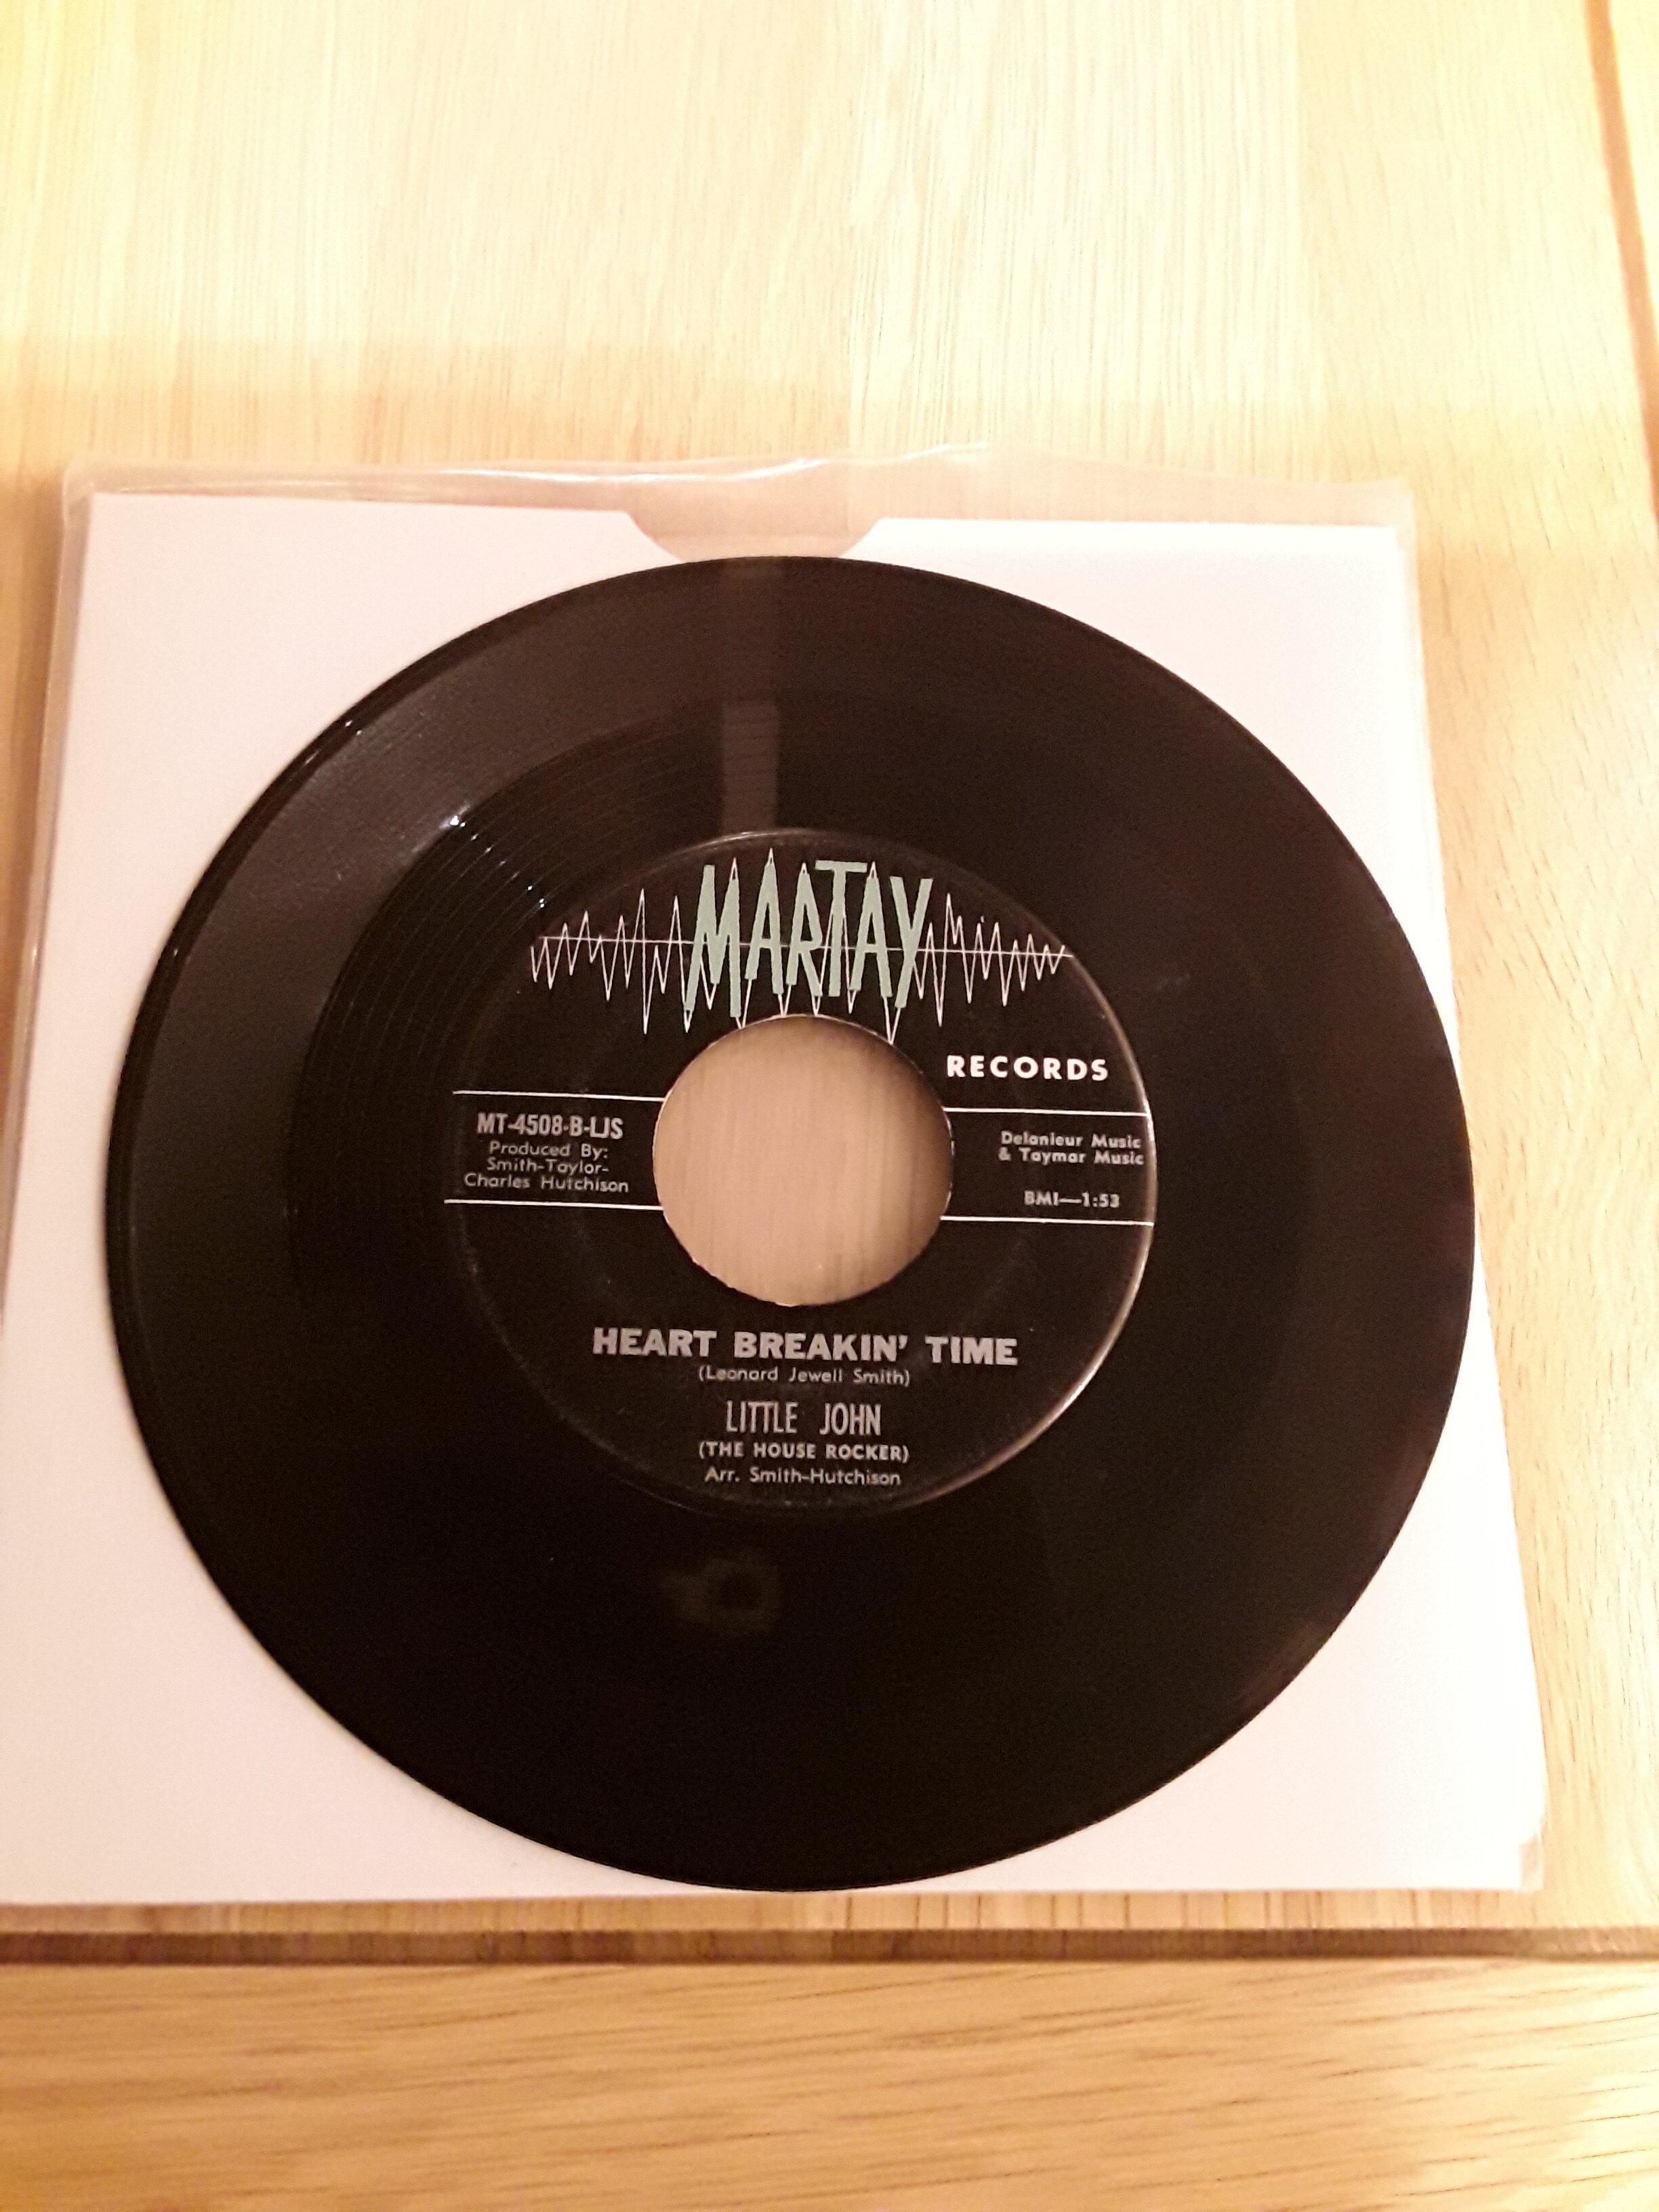 MARTAY
RECORDS
MT-4508-B-LJS
Produced By:
Smith-Taylor-
Charles Hutchison
Delanieur Music
& Taymar Music
BMI—1:53
HEART BREAKIN' TIME
(Leonard Jewell Smith)
LITTLE JOHN
(THE HOUSE ROCKER)
Arr. Smith-Hutchison